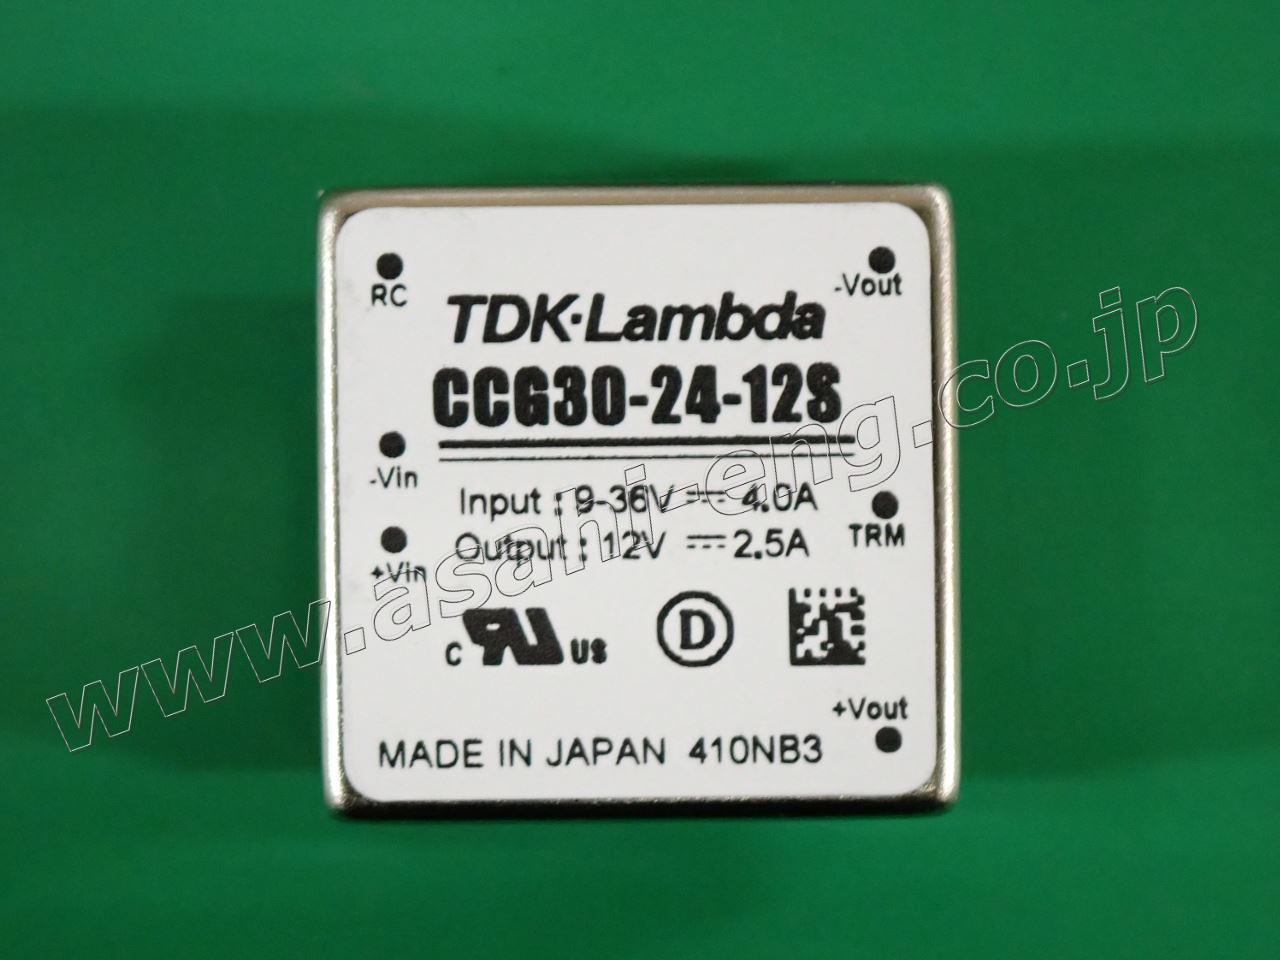 RC
-Vout
TDK·Lambda
CCG30-24-12S
-Vin
Input : 9-36V ⎓ 4.0A
TRM
Output : 12V ⎓ 2.5A
+Vin
C UR US D
+Vout
MADE IN JAPAN 410NB3
www.asahi-eng.co.jp